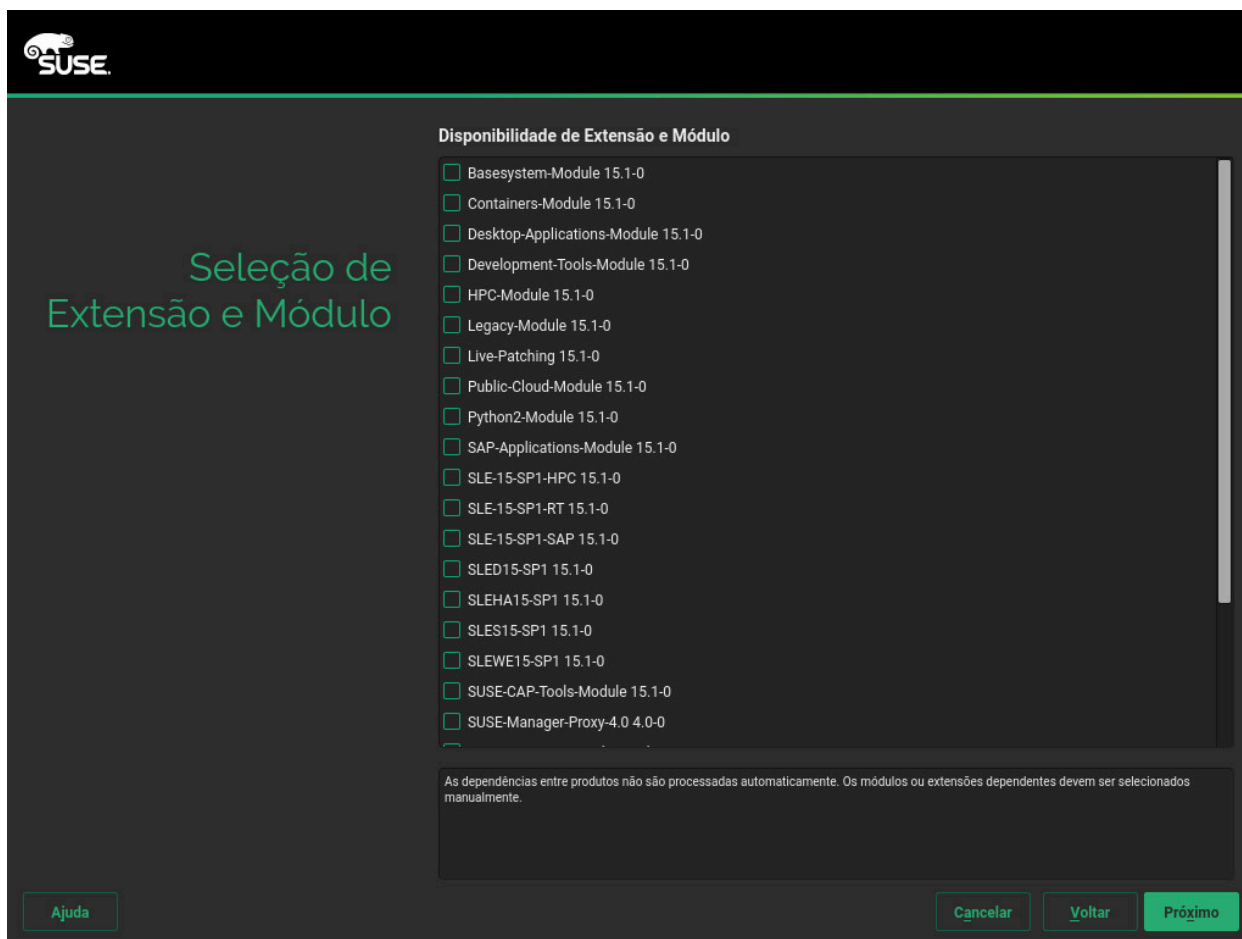 SUSE.
Disponibilidade de Extensão e Módulo
Seleção de
Extensão e Módulo
Basesystem-Module 15.1-0
Containers-Module 15.1-0
Desktop-Applications-Module 15.1-0
Development-Tools-Module 15.1-0
HPC-Module 15.1-0
Legacy-Module 15.1-0
Live-Patching 15.1-0
Public-Cloud-Module 15.1-0
Python2-Module 15.1-0
SAP-Applications-Module 15.1-0
SLE-15-SP1-HPC 15.1-0
SLE-15-SP1-RT 15.1-0
SLE-15-SP1-SAP 15.1-0
SLED15-SP1 15.1-0
SLEHA15-SP1 15.1-0
SLES15-SP1 15.1-0
SLEWE15-SP1 15.1-0
SUSE-CAP-Tools-Module 15.1-0
SUSE-Manager-Proxy-4.0 4.0-0
As dependências entre produtos não são processadas automaticamente. Os módulos ou extensões dependentes devem ser selecionados
manualmente.
Ajuda
Cancelar
Voltar
Próximo